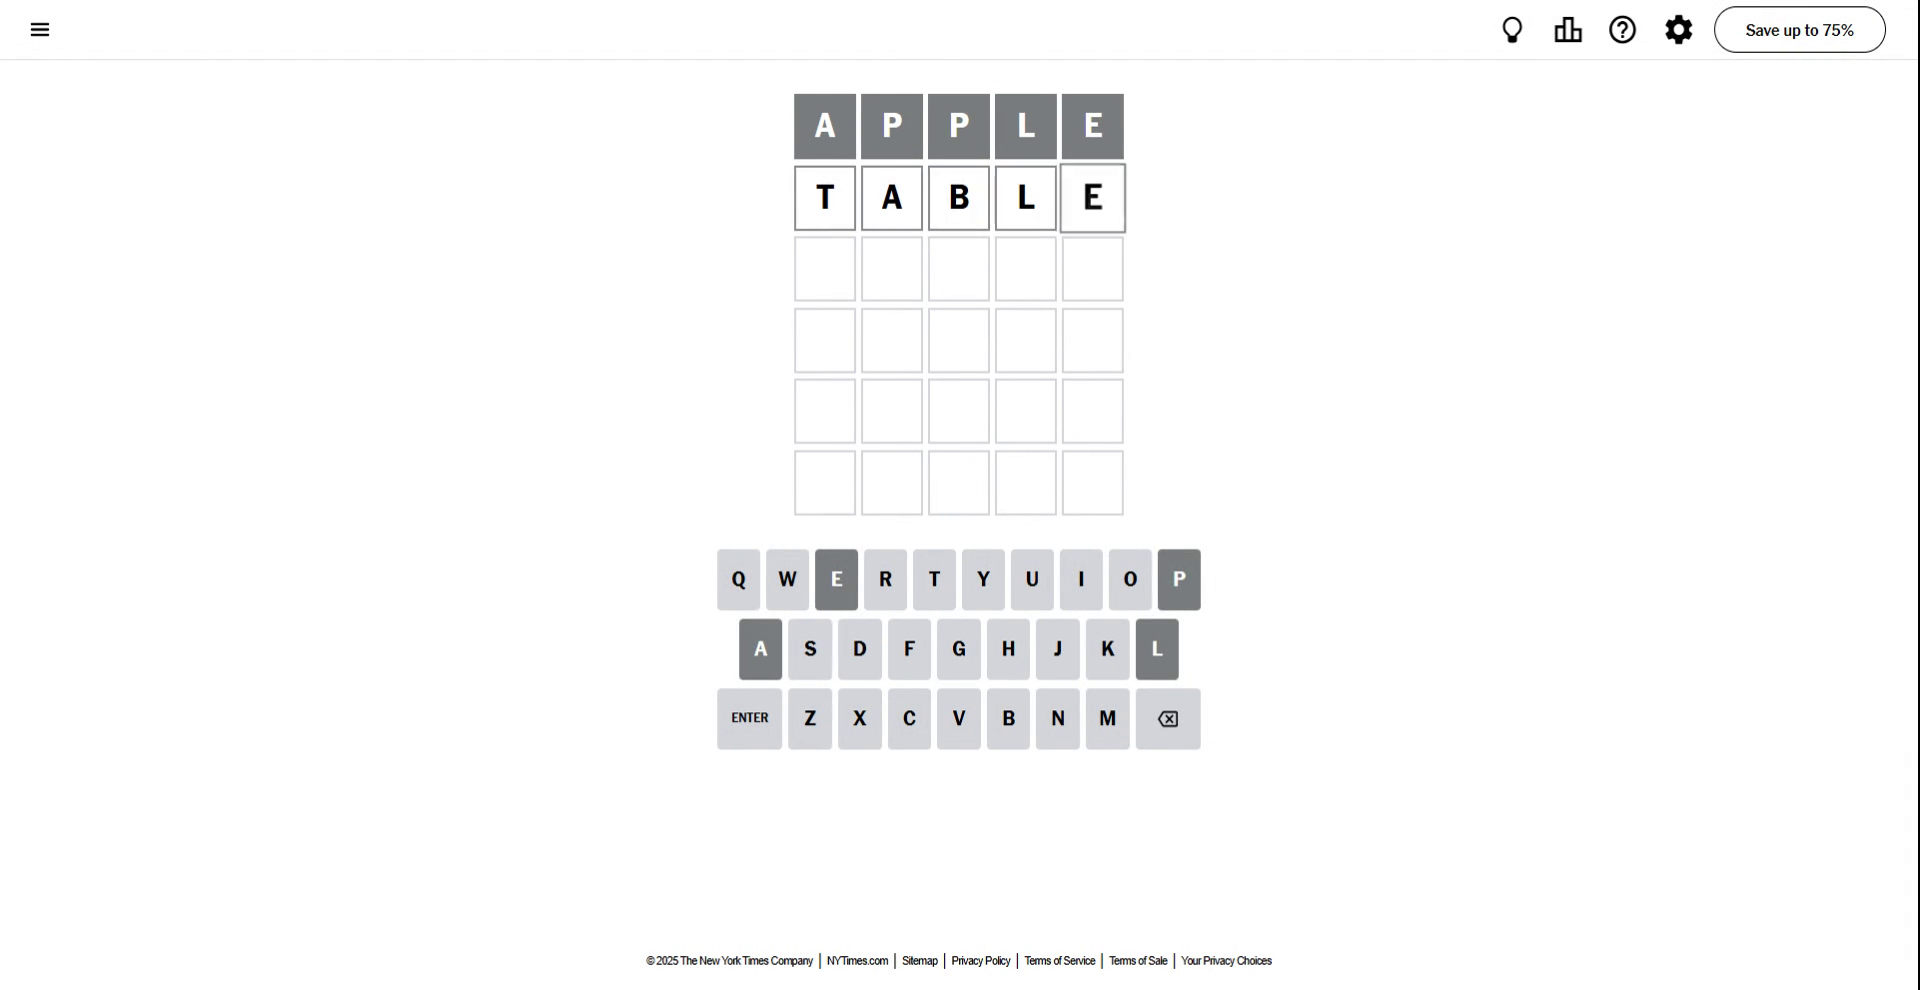 Save up to 75%
A P P L E
T A B L E
Q W E R T Y U I O P
A S D F G H J K L
ENTER Z X C V B N M
© 2025 The New York Times Company | NYTimes.com | Sitemap | Privacy Policy | Terms of Service | Terms of Sale | Your Privacy Choices